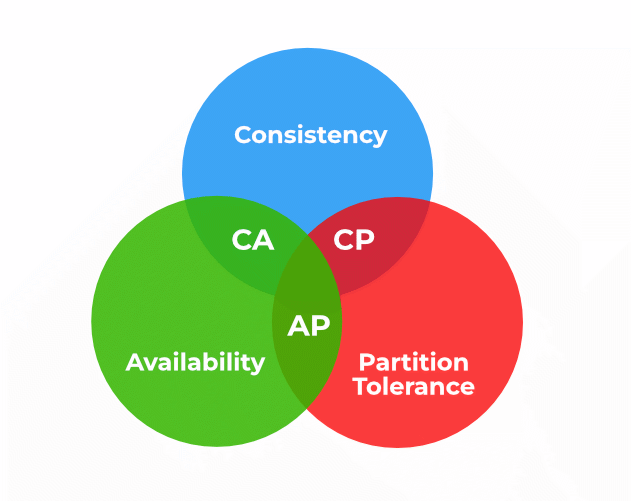 Consistency
CA
CP
AP
Availability
Partition
Tolerance